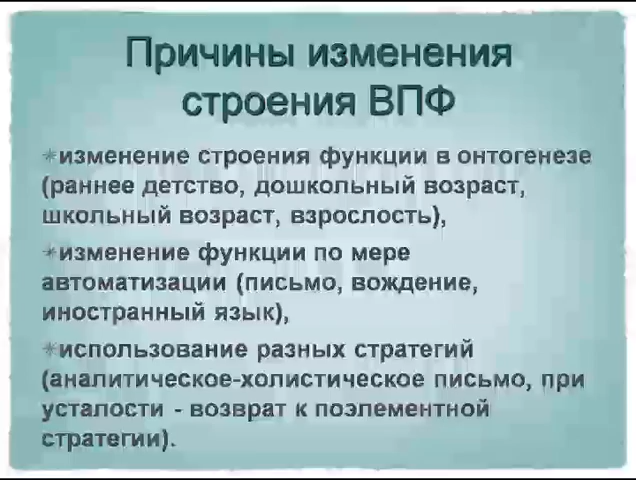 Причины изменения
строения ВПФ
изменение строения функции в онтогенезе
(раннее детство, дошкольный возраст,
школьный возраст, взрослость),
изменение функции по мере
автоматизации (письмо, вождение,
иностранный язык),
использование разных стратегий
(аналитическое-холистическое письмо, при
усталости - возврат к поэлементной
стратегии).